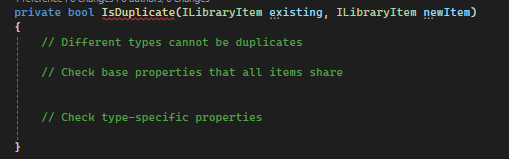 private bool IsDuplicate(ILibraryItem existing, ILibraryItem newItem)
{
// Different types cannot be duplicates
// Check base properties that all items share
// Check type-specific properties
}